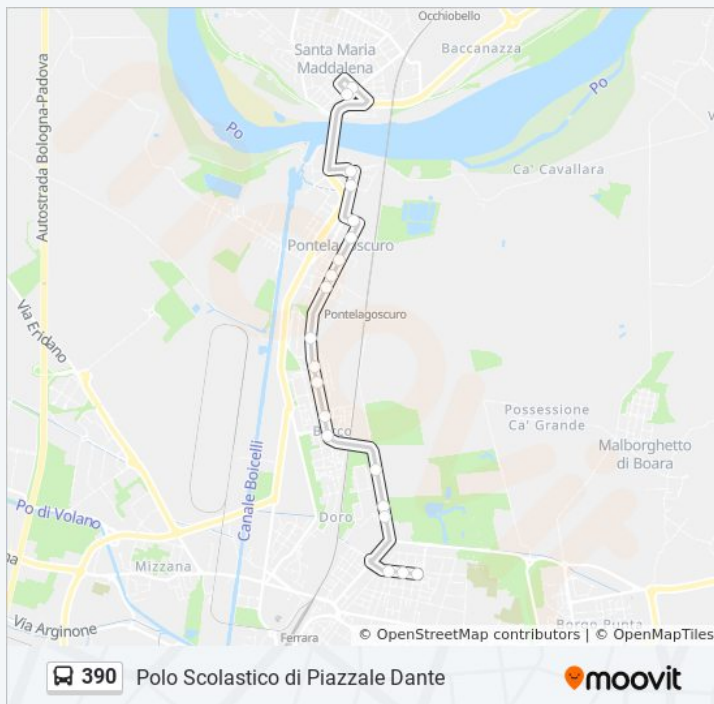 Occhiobello
Santa Maria
Maddalena
Baccanazza
Po
Po
Ca' Cavallara
Autostrada Bologna-Padova
Pontelagoscuro
Via Eridano
Pontelagoscuro
Possessione
Ca' Grande
Barco
Malborghetto
di Boara
Canale Boicelli
Po di Volano
Doro
Mizzana
Via Arginone
Ferrara
Borgo Punta
© OpenStreetMap contributors | © OpenMapTiles
390 Polo Scolastico di Piazzale Dante
moovit